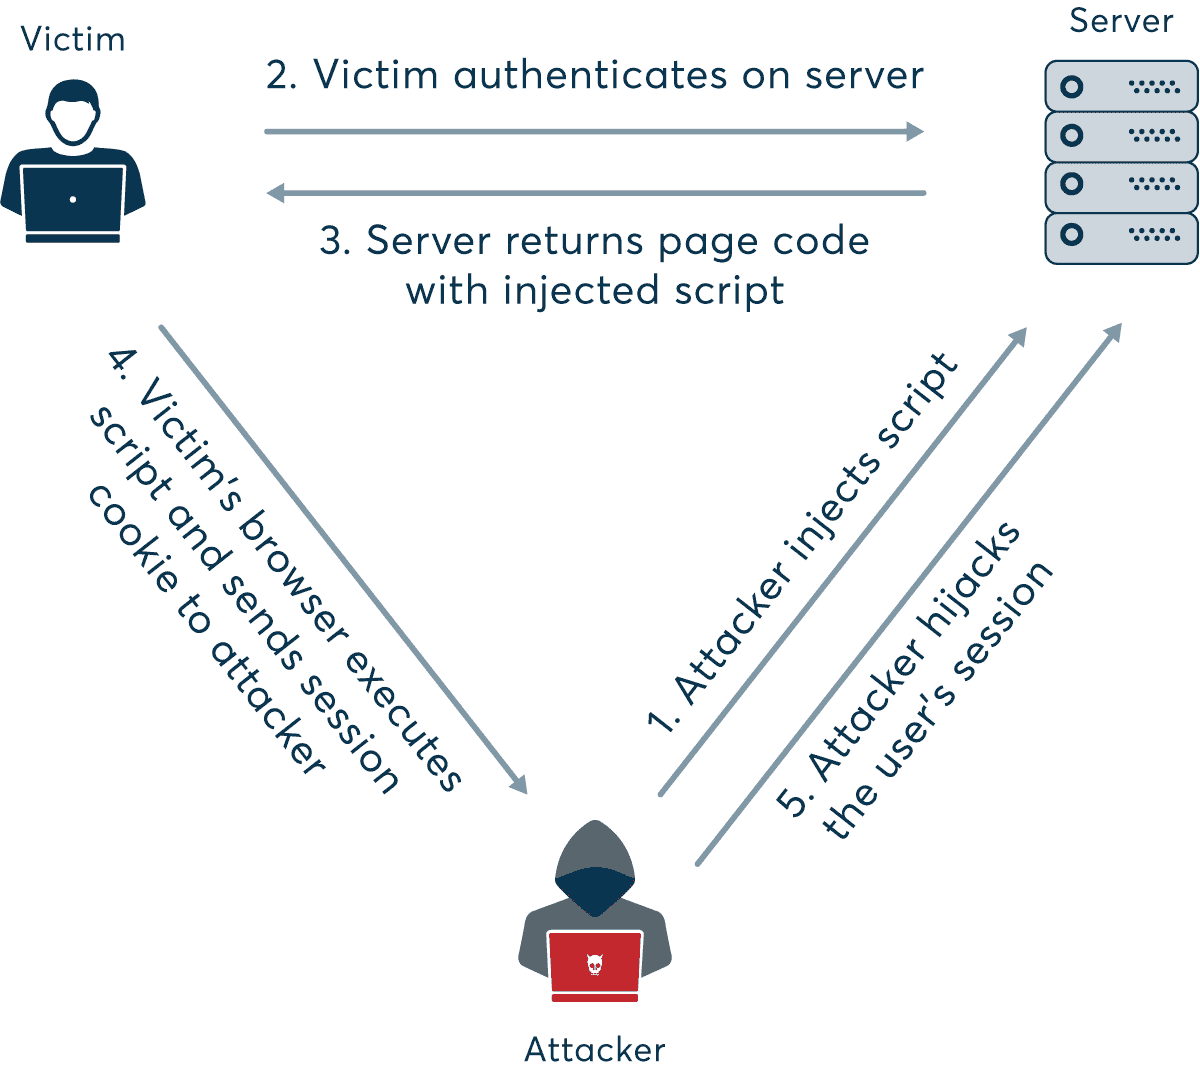 Victim
Server
2. Victim authenticates on server
3. Server returns page code
with injected script
4. Victim's browser executes
script and sends session
cookie to attacker
1. Attacker injects script
5. Attacker hijacks
the user's session
Attacker